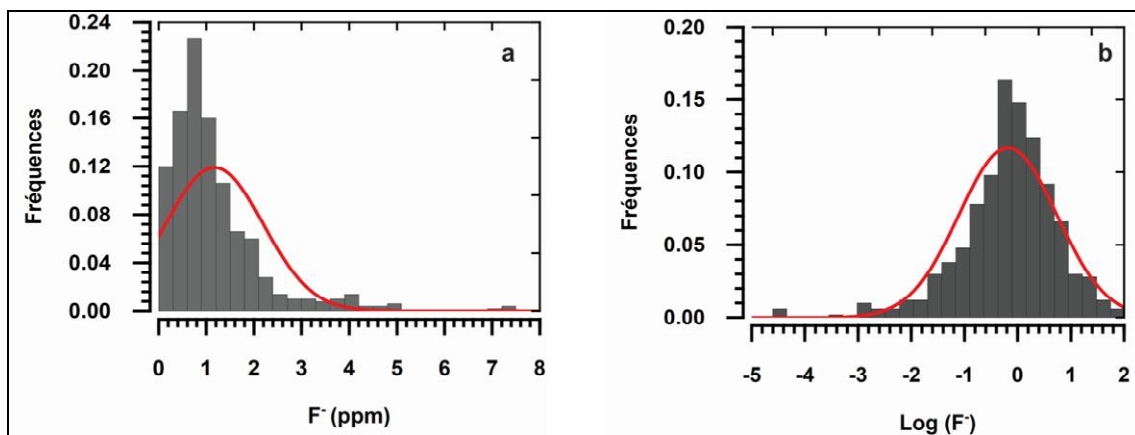 a
Fréquences
0.24
0.20
0.16
0.12
0.08
0.04
0.00
0 1 2 3 4 5 6 7 8
F⁻ (ppm)
b
Fréquences
0.20
0.15
0.10
0.05
0.00
-5 -4 -3 -2 -1 0 1 2
Log (F⁻)